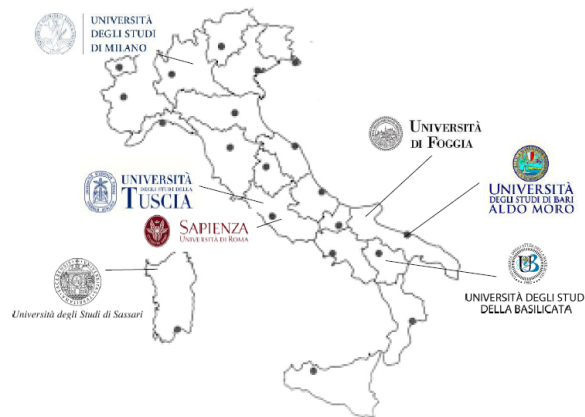 UNIVERSITÀ
DEGLI STUDI
DI MILANO
UNIVERSITÀ
DI FOGGIA
UNIVERSITÀ
DEGLI STUDI DI BARI
ALDO MORO
UNIVERSITÀ
DEGLI STUDI DELLA
TUSCIA
SAPIENZA
UNIVERSITÀ DI ROMA
UB
UNIVERSITÀ DEGLI STUD
DELLA BASILICATA
Università degli Studi di Sassari